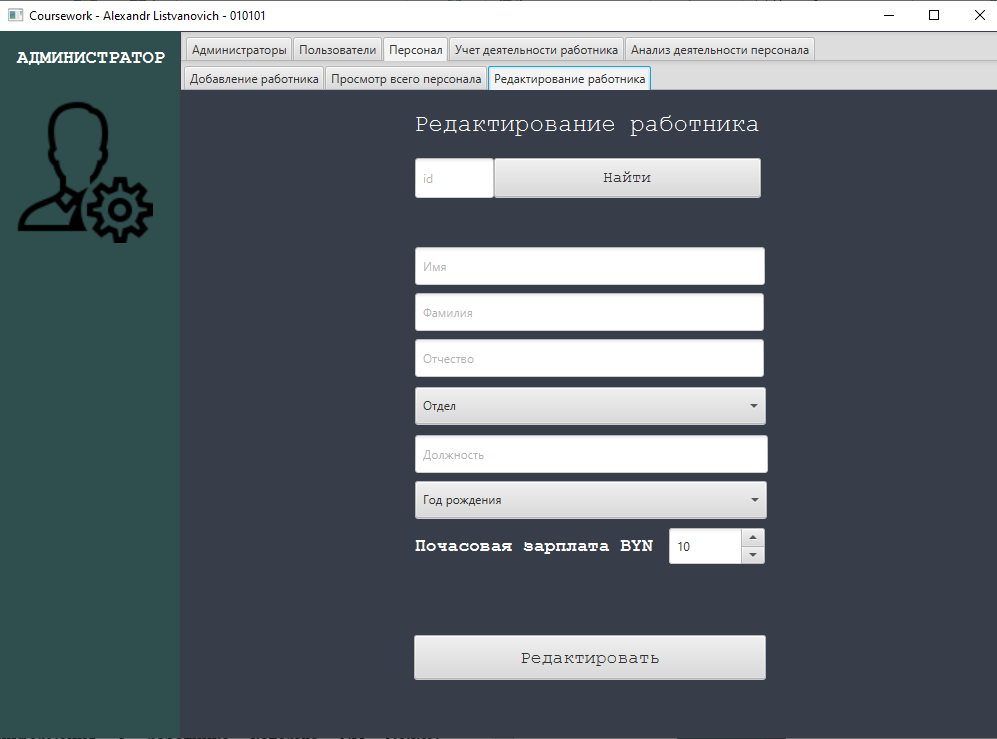 Coursework - Alexandr Listvanovich - 010101
АДМИНИСТРАТОР
Администраторы Пользователи Персонал Учет деятельности работника Анализ деятельности персонала
Добавление работника Просмотр всего персонала Редактирование работника
Редактирование работника
id Найти
Имя
Фамилия
Отчество
Отдел
Должность
Год рождения
Почасовая зарплата BYN 10
Редактировать